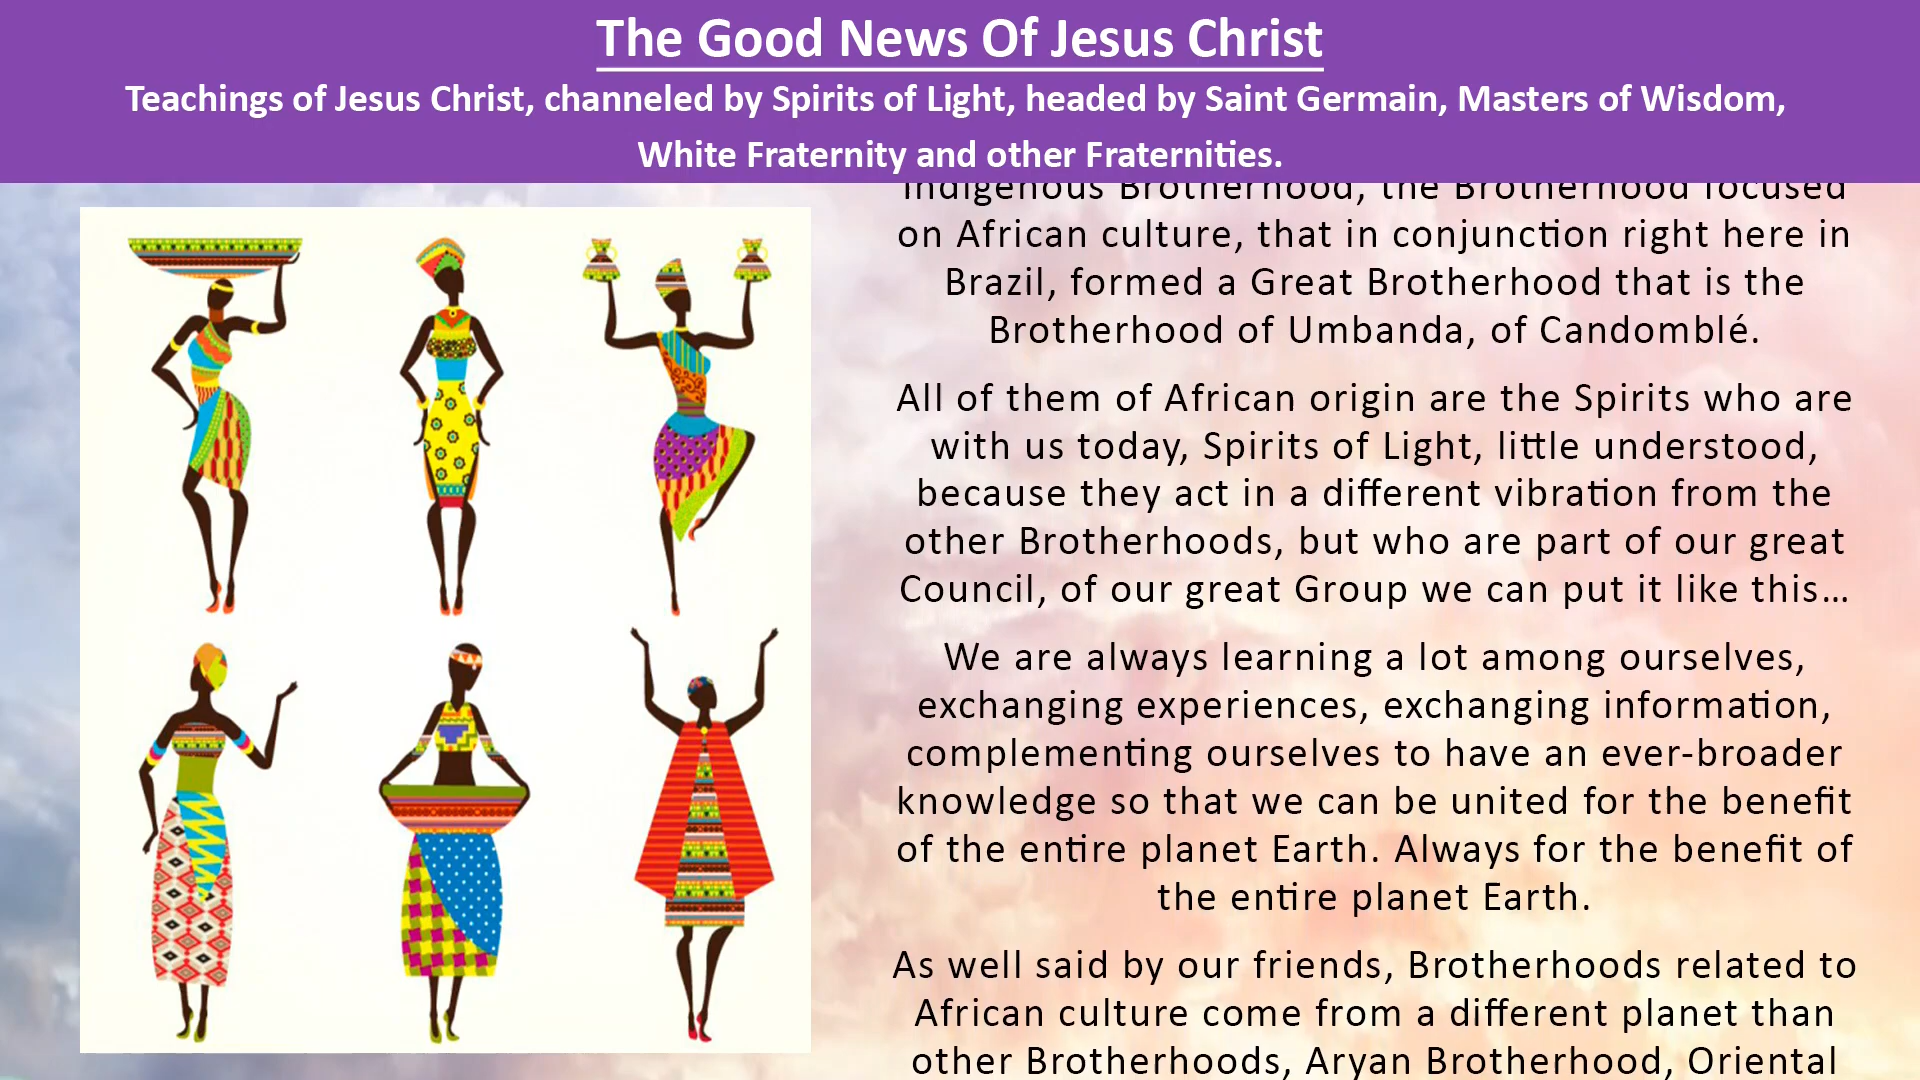 The Good News Of Jesus Christ
Teachings of Jesus Christ, channeled by Spirits of Light, headed by Saint Germain, Masters of Wisdom,
White Fraternity and other Fraternities.
Indigenous Brotherhood, the Brotherhood focused
on African culture, that in conjunction right here in
Brazil, formed a Great Brotherhood that is the
Brotherhood of Umbanda, of Candomblé.
All of them of African origin are the Spirits who are
with us today, Spirits of Light, little understood,
because they act in a different vibration from the
other Brotherhoods, but who are part of our great
Council, of our great Group we can put it like this…
We are always learning a lot among ourselves,
exchanging experiences, exchanging information,
complementing ourselves to have an ever-broader
knowledge so that we can be united for the benefit
of the entire planet Earth. Always for the benefit of
the entire planet Earth.
As well said by our friends, Brotherhoods related to
African culture come from a different planet than
other Brotherhoods, Aryan Brotherhood, Oriental